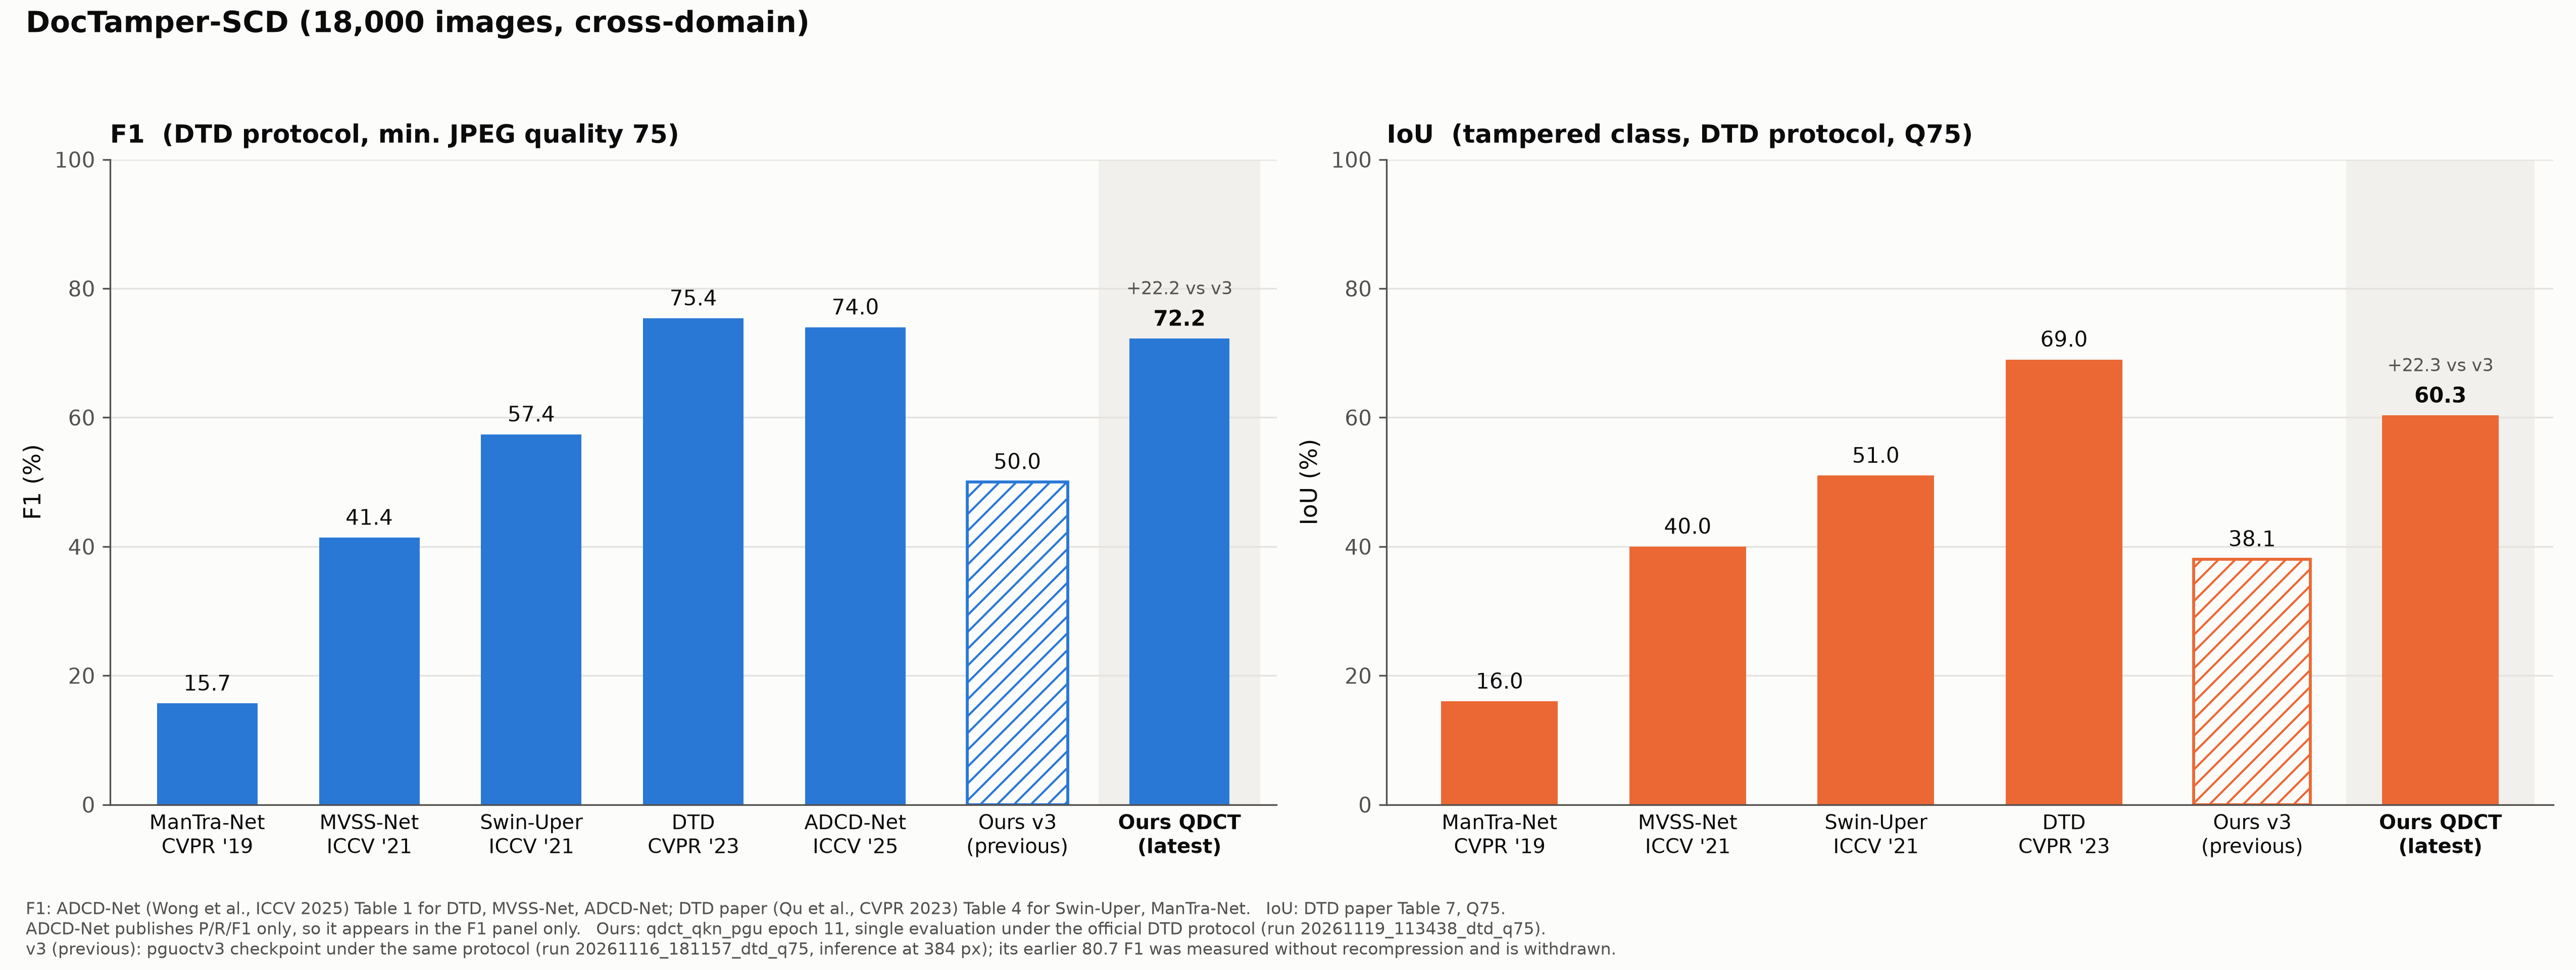 DocTamper-SCD (18,000 images, cross-domain)
F1  (DTD protocol, min. JPEG quality 75)
100
80
60
40
20
0
F1 (%)
15.7
41.4
57.4
75.4
74.0
50.0
+22.2 vs v3
72.2
ManTra-Net
CVPR '19
MVSS-Net
ICCV '21
Swin-Uper
ICCV '21
DTD
CVPR '23
ADCD-Net
ICCV '25
Ours v3
(previous)
Ours QDCT
(latest)
IoU  (tampered class, DTD protocol, Q75)
100
80
60
40
20
0
IoU (%)
16.0
40.0
51.0
69.0
38.1
+22.3 vs v3
60.3
ManTra-Net
CVPR '19
MVSS-Net
ICCV '21
Swin-Uper
ICCV '21
DTD
CVPR '23
Ours v3
(previous)
Ours QDCT
(latest)
F1: ADCD-Net (Wong et al., ICCV 2025) Table 1 for DTD, MVSS-Net, ADCD-Net; DTD paper (Qu et al., CVPR 2023) Table 4 for Swin-Uper, ManTra-Net.   IoU: DTD paper Table 7, Q75.
ADCD-Net publishes P/R/F1 only, so it appears in the F1 panel only.   Ours: qdct_qkn_pgu epoch 11, single evaluation under the official DTD protocol (run 20261119_113438_dtd_q75).
v3 (previous): pguoctv3 checkpoint under the same protocol (run 20261116_181157_dtd_q75, inference at 384 px); its earlier 80.7 F1 was measured without recompression and is withdrawn.